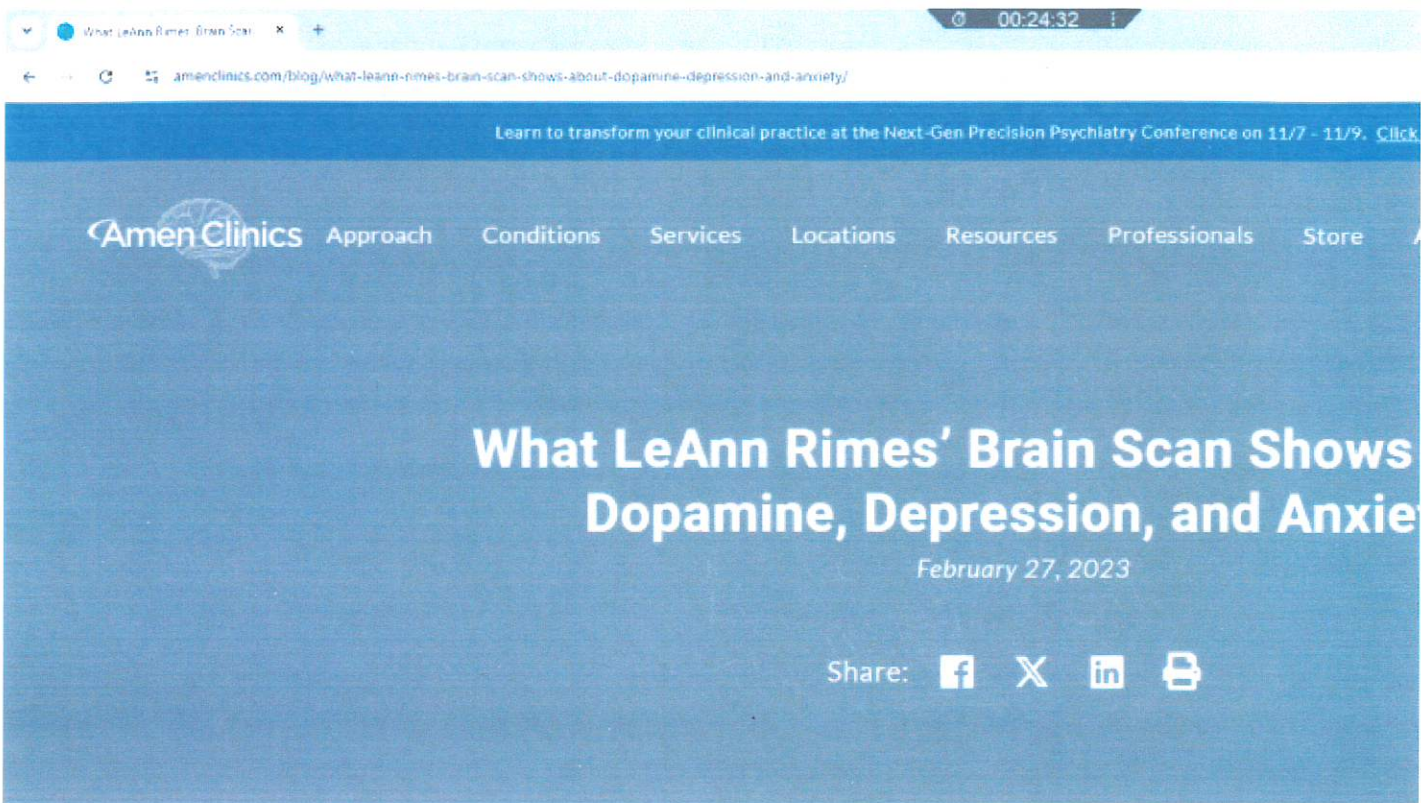 What LeAnn Rimes' Brain Scan
00:24:32
amenclinics.com/blog/what-leann-rimes-brain-scan-shows-about-dopamine-depression-and-anxiety/
Learn to transform your clinical practice at the Next-Gen Precision Psychiatry Conference on 11/7 - 11/9. Click
Amen Clinics Approach Conditions Services Locations Resources Professionals Store
What LeAnn Rimes' Brain Scan Shows
Dopamine, Depression, and Anxie
February 27, 2023
Share: